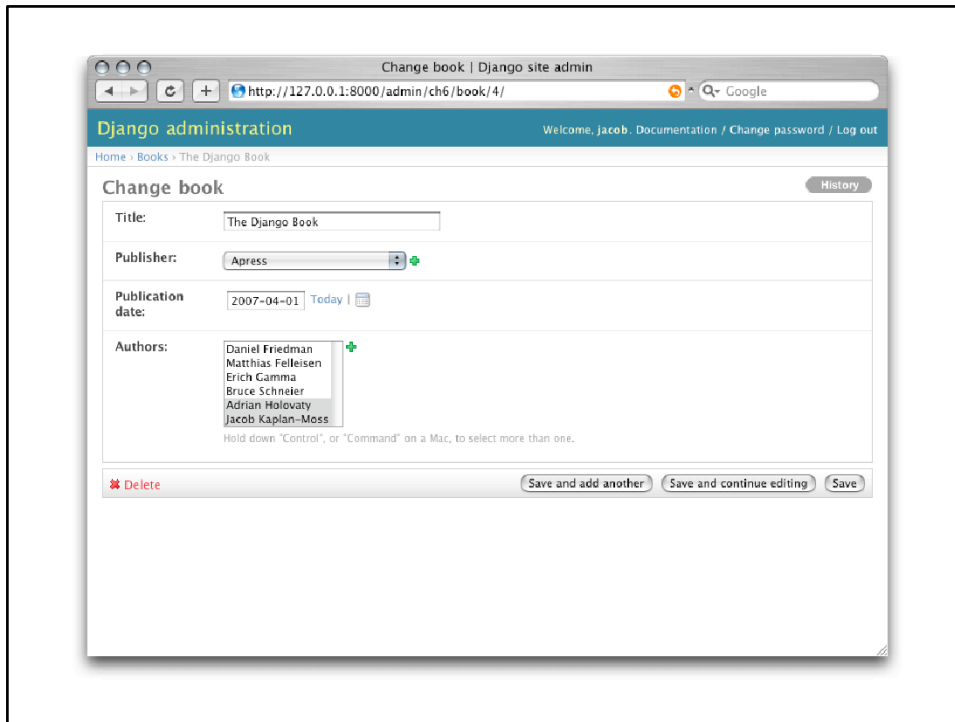 Change book | Django site admin
http://127.0.0.1:8000/admin/ch6/book/4/
Google
Django administration
Welcome, jacob. Documentation / Change password / Log out
Home › Books › The Django Book
Change book
History
Title:
The Django Book
Publisher:
Apress
Publication date:
2007-04-01
Today |
Authors:
Daniel Friedman
Matthias Felleisen
Erich Gamma
Bruce Schneier
Adrian Holovaty
Jacob Kaplan-Moss
Hold down "Control", or "Command" on a Mac, to select more than one.
Delete
Save and add another
Save and continue editing
Save